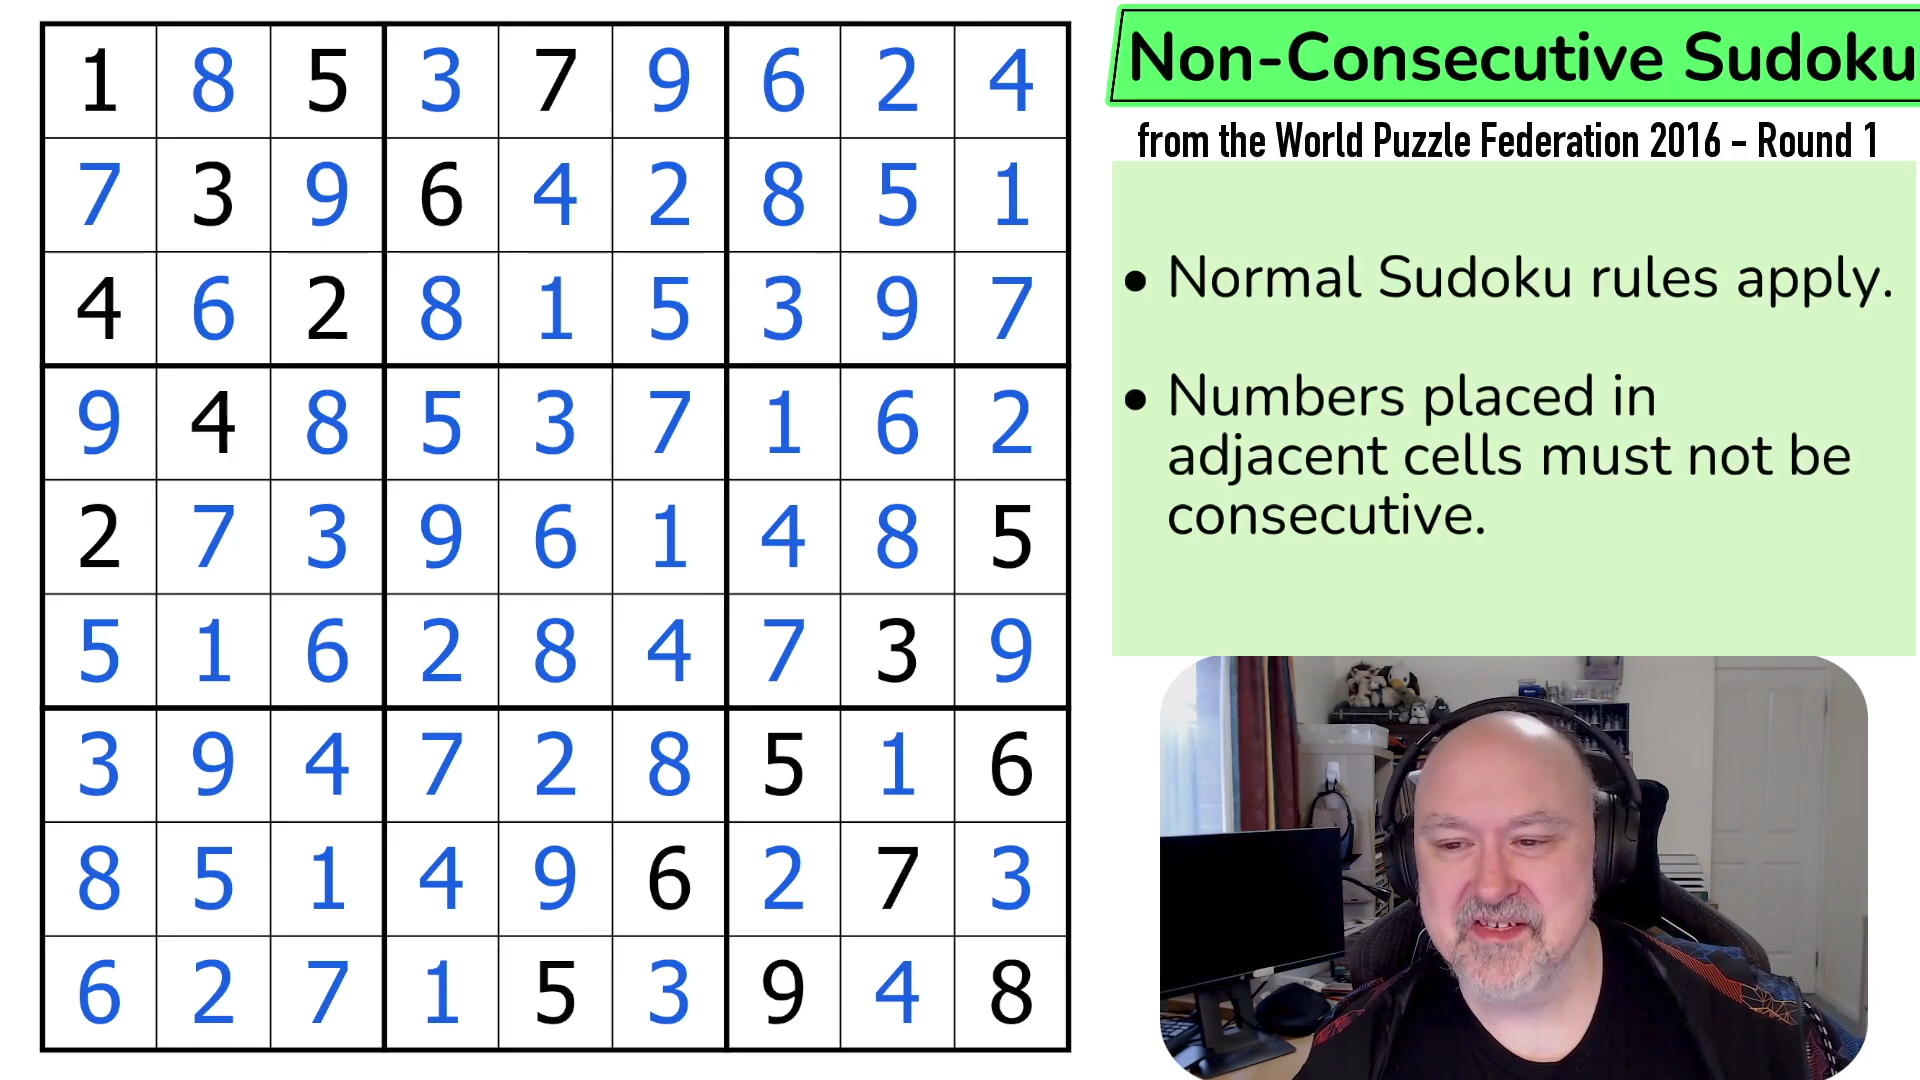 Non-Consecutive Sudoku
from the World Puzzle Federation 2016 - Round 1
• Normal Sudoku rules apply.
• Numbers placed in
adjacent cells must not be
consecutive.
1 8 5 3 7 9 6 2 4
7 3 9 6 4 2 8 5 1
4 6 2 8 1 5 3 9 7
9 4 8 5 3 7 1 6 2
2 7 3 9 6 1 4 8 5
5 1 6 2 8 4 7 3 9
3 9 4 7 2 8 5 1 6
8 5 1 4 9 6 2 7 3
6 2 7 1 5 3 9 4 8